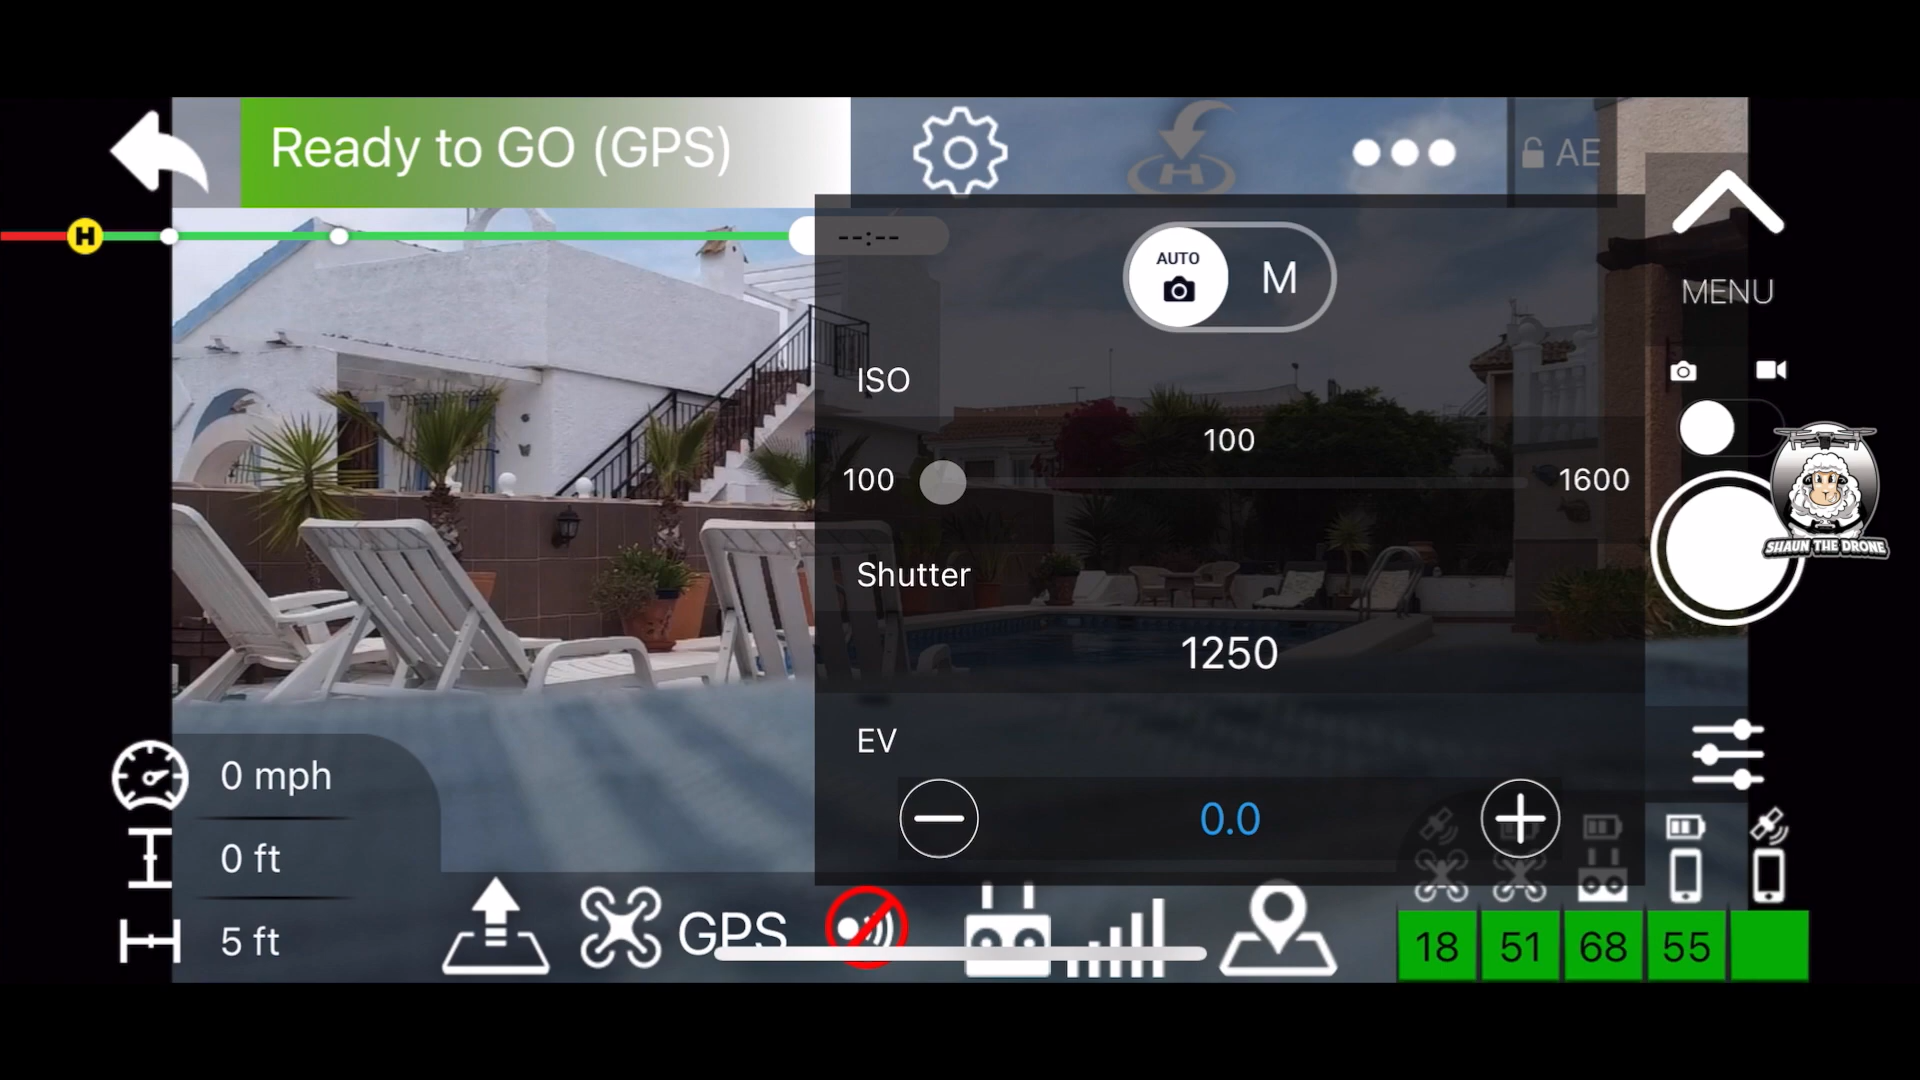 Ready to GO (GPS)
AE
H
--:--
AUTO
M
MENU
ISO
100
100
1600
SHAUN THE DRONE
Shutter
1250
EV
0.0
0 mph
0 ft
5 ft
GPS
18
51
68
55